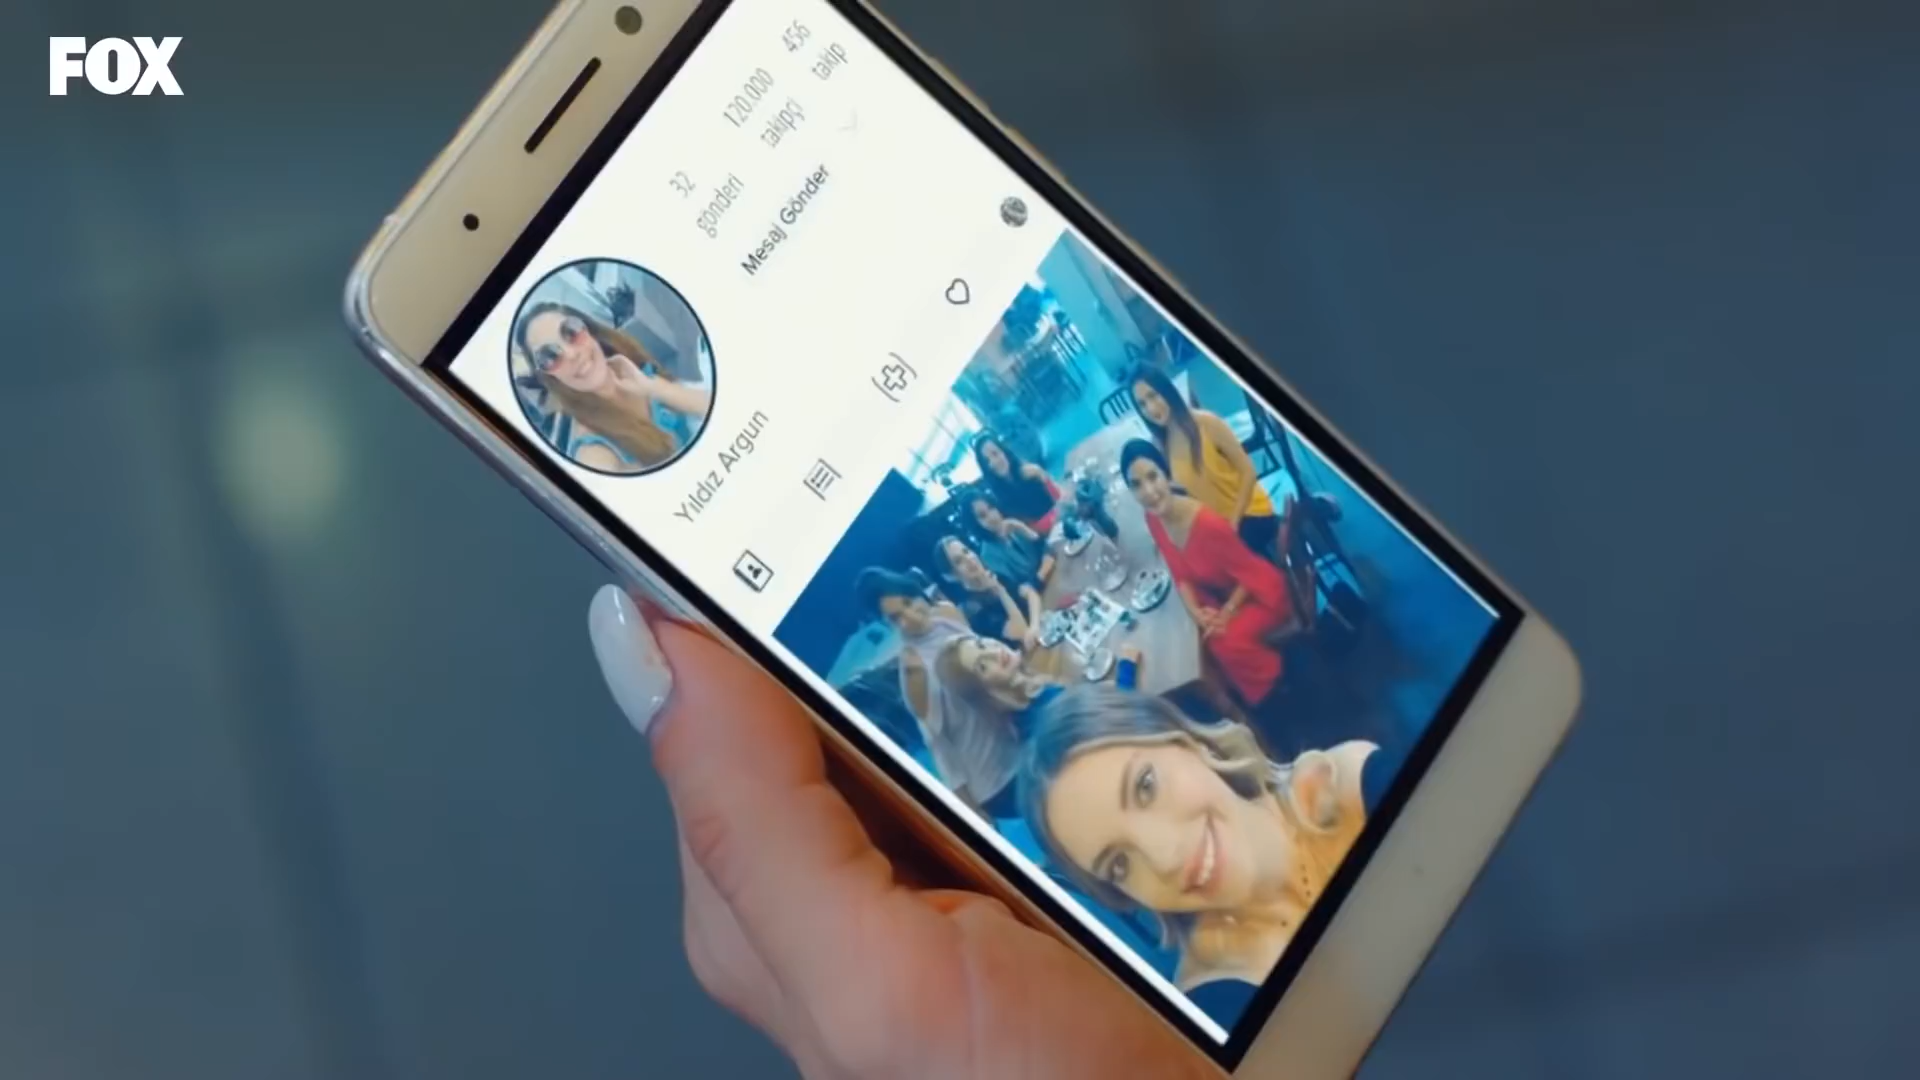 FOX
32
gönderi
120.000
takipçi
456
takip
Mesaj Gönder
Yıldız Argun